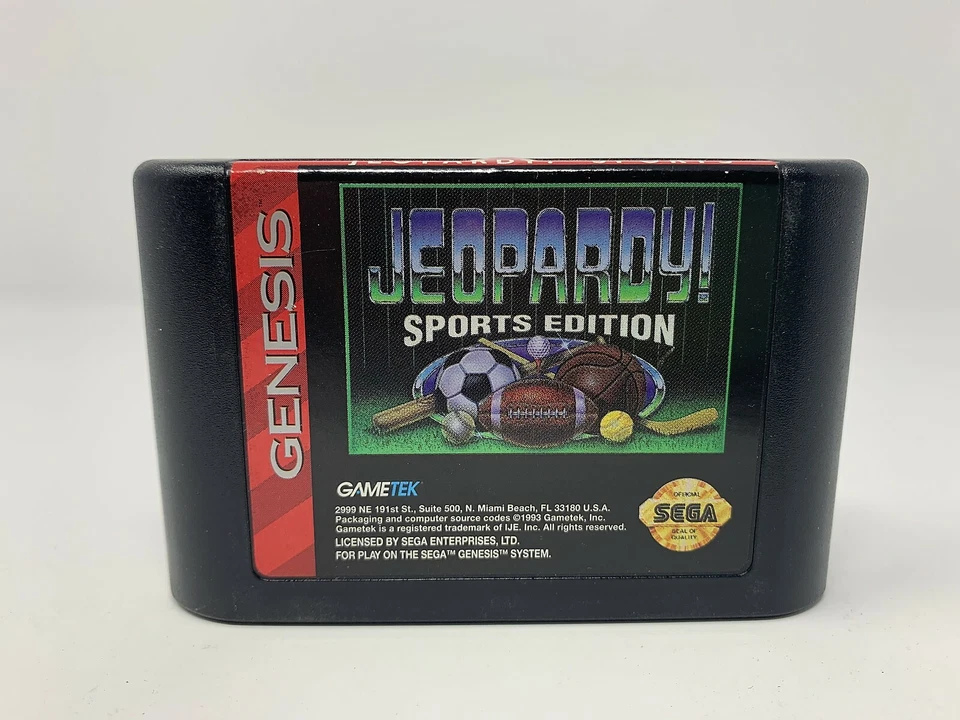 JEOPARDY! SPORTS
GENESIS
JEOPARDY!
SPORTS EDITION
GAMETEK
2999 NE 191st St., Suite 500, N. Miami Beach, FL 33180 U.S.A.
Packaging and computer source codes ©1993 Gametek, Inc.
Gametek is a registered trademark of IJE. Inc. All rights reserved.
LICENSED BY SEGA ENTERPRISES, LTD.
FOR PLAY ON THE SEGA™ GENESIS™ SYSTEM.
OFFICIAL
SEGA
SEAL OF
QUALITY